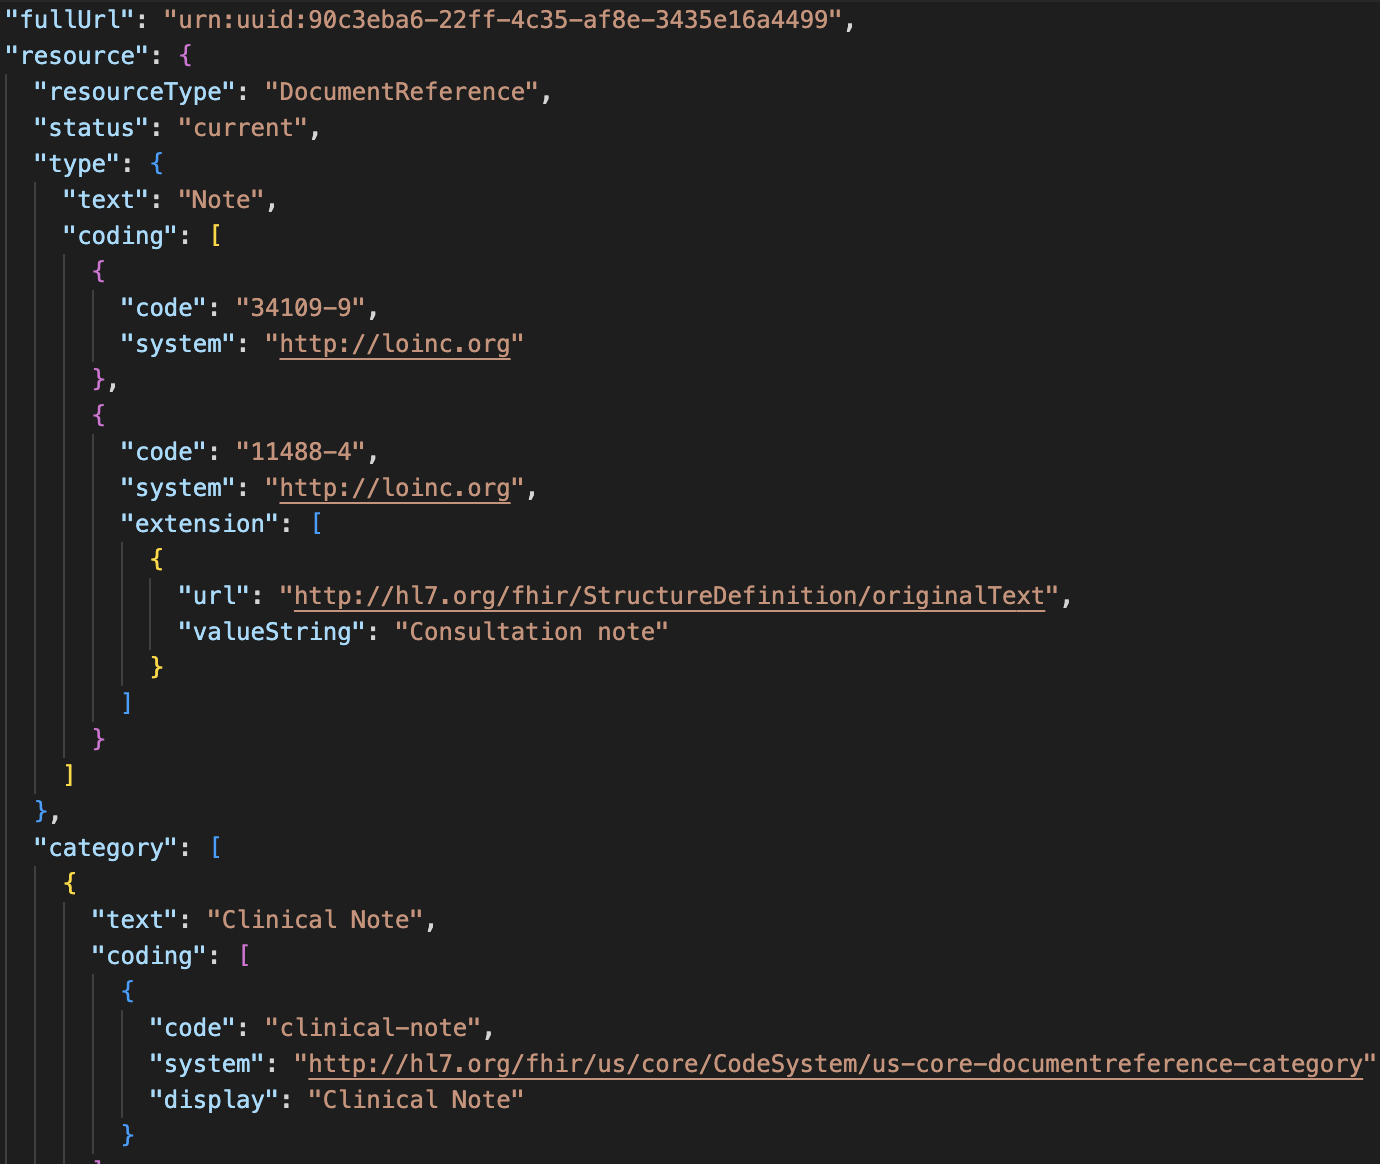 "fullUrl": "urn:uuid:90c3eba6-22ff-4c35-af8e-3435e16a4499",
"resource": {
"resourceType": "DocumentReference",
"status": "current",
"type": {
"text": "Note",
"coding": [
{
"code": "34109-9",
"system": "http://loinc.org"
},
{
"code": "11488-4",
"system": "http://loinc.org",
"extension": [
{
"url": "http://hl7.org/fhir/StructureDefinition/originalText",
"valueString": "Consultation note"
}
]
}
]
},
"category": [
{
"text": "Clinical Note",
"coding": [
{
"code": "clinical-note",
"system": "http://hl7.org/fhir/us/core/CodeSystem/us-core-documentreference-category"
"display": "Clinical Note"
}